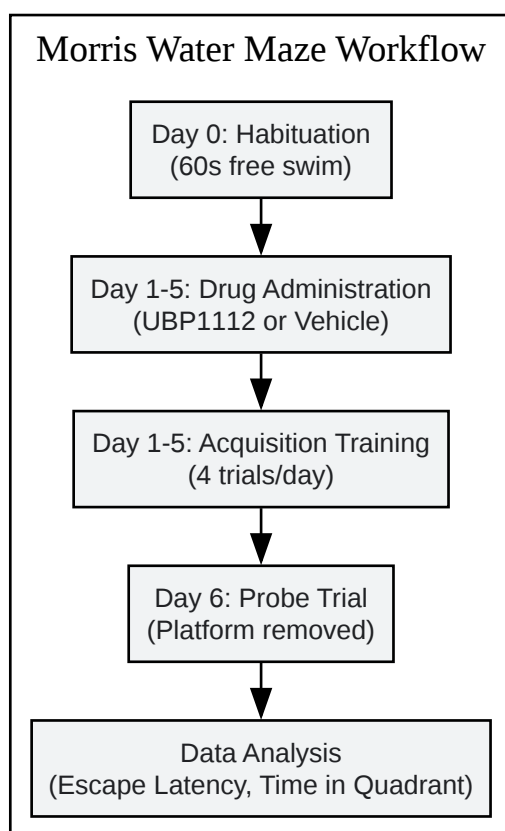 Morris Water Maze Workflow
Day 0: Habituation
(60s free swim)
Day 1-5: Drug Administration
(UBP1112 or Vehicle)
Day 1-5: Acquisition Training
(4 trials/day)
Day 6: Probe Trial
(Platform removed)
Data Analysis
(Escape Latency, Time in Quadrant)